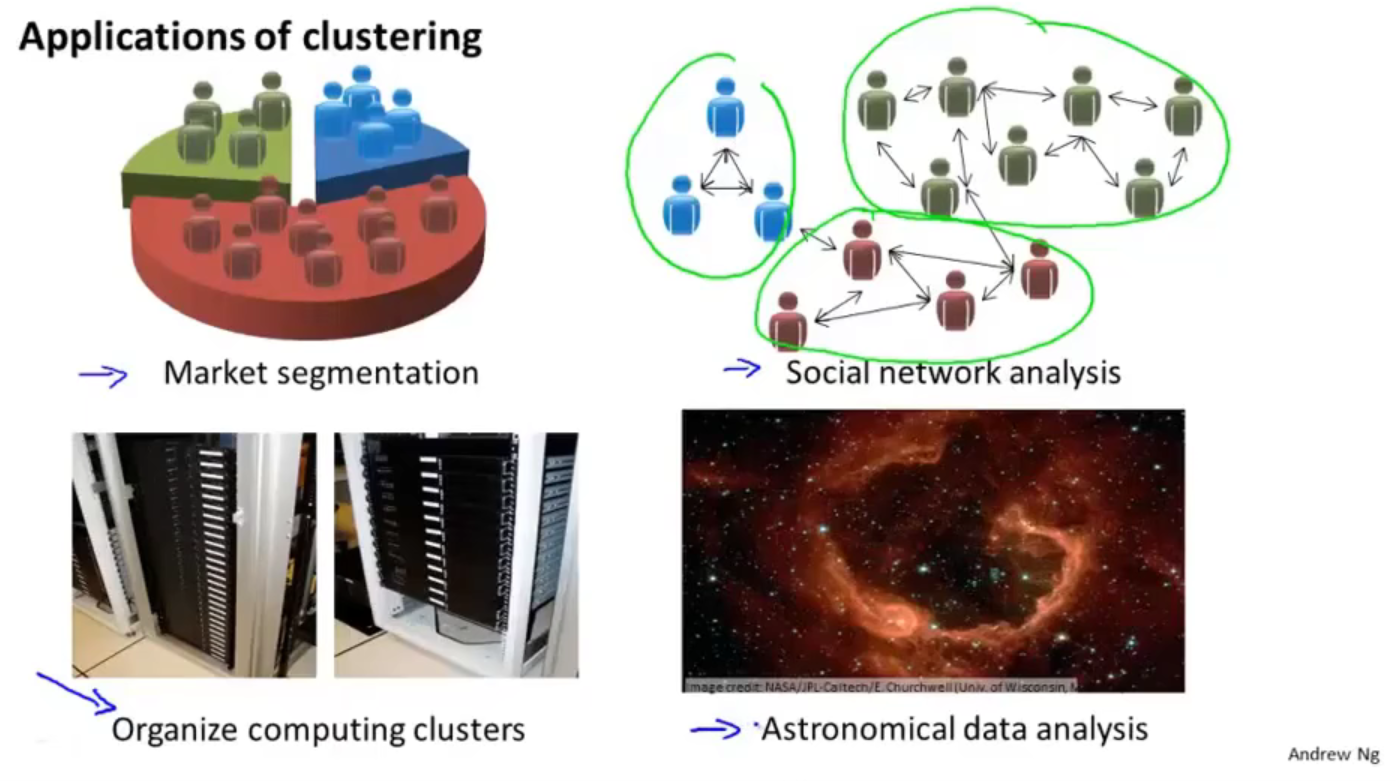 Applications of clustering
Market segmentation
Social network analysis
Image credit: NASA/JPL-Caltech/E. Churchwell (Univ. of Wisconsin,
Organize computing clusters
Astronomical data analysis
Andrew Ng